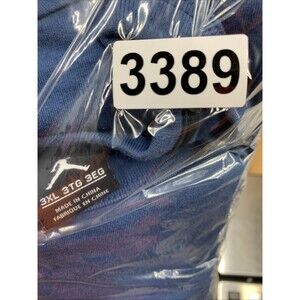 3389
3XL 3TG 3EG
MADE IN CHINA
FABRIQUÉ EN CHINE